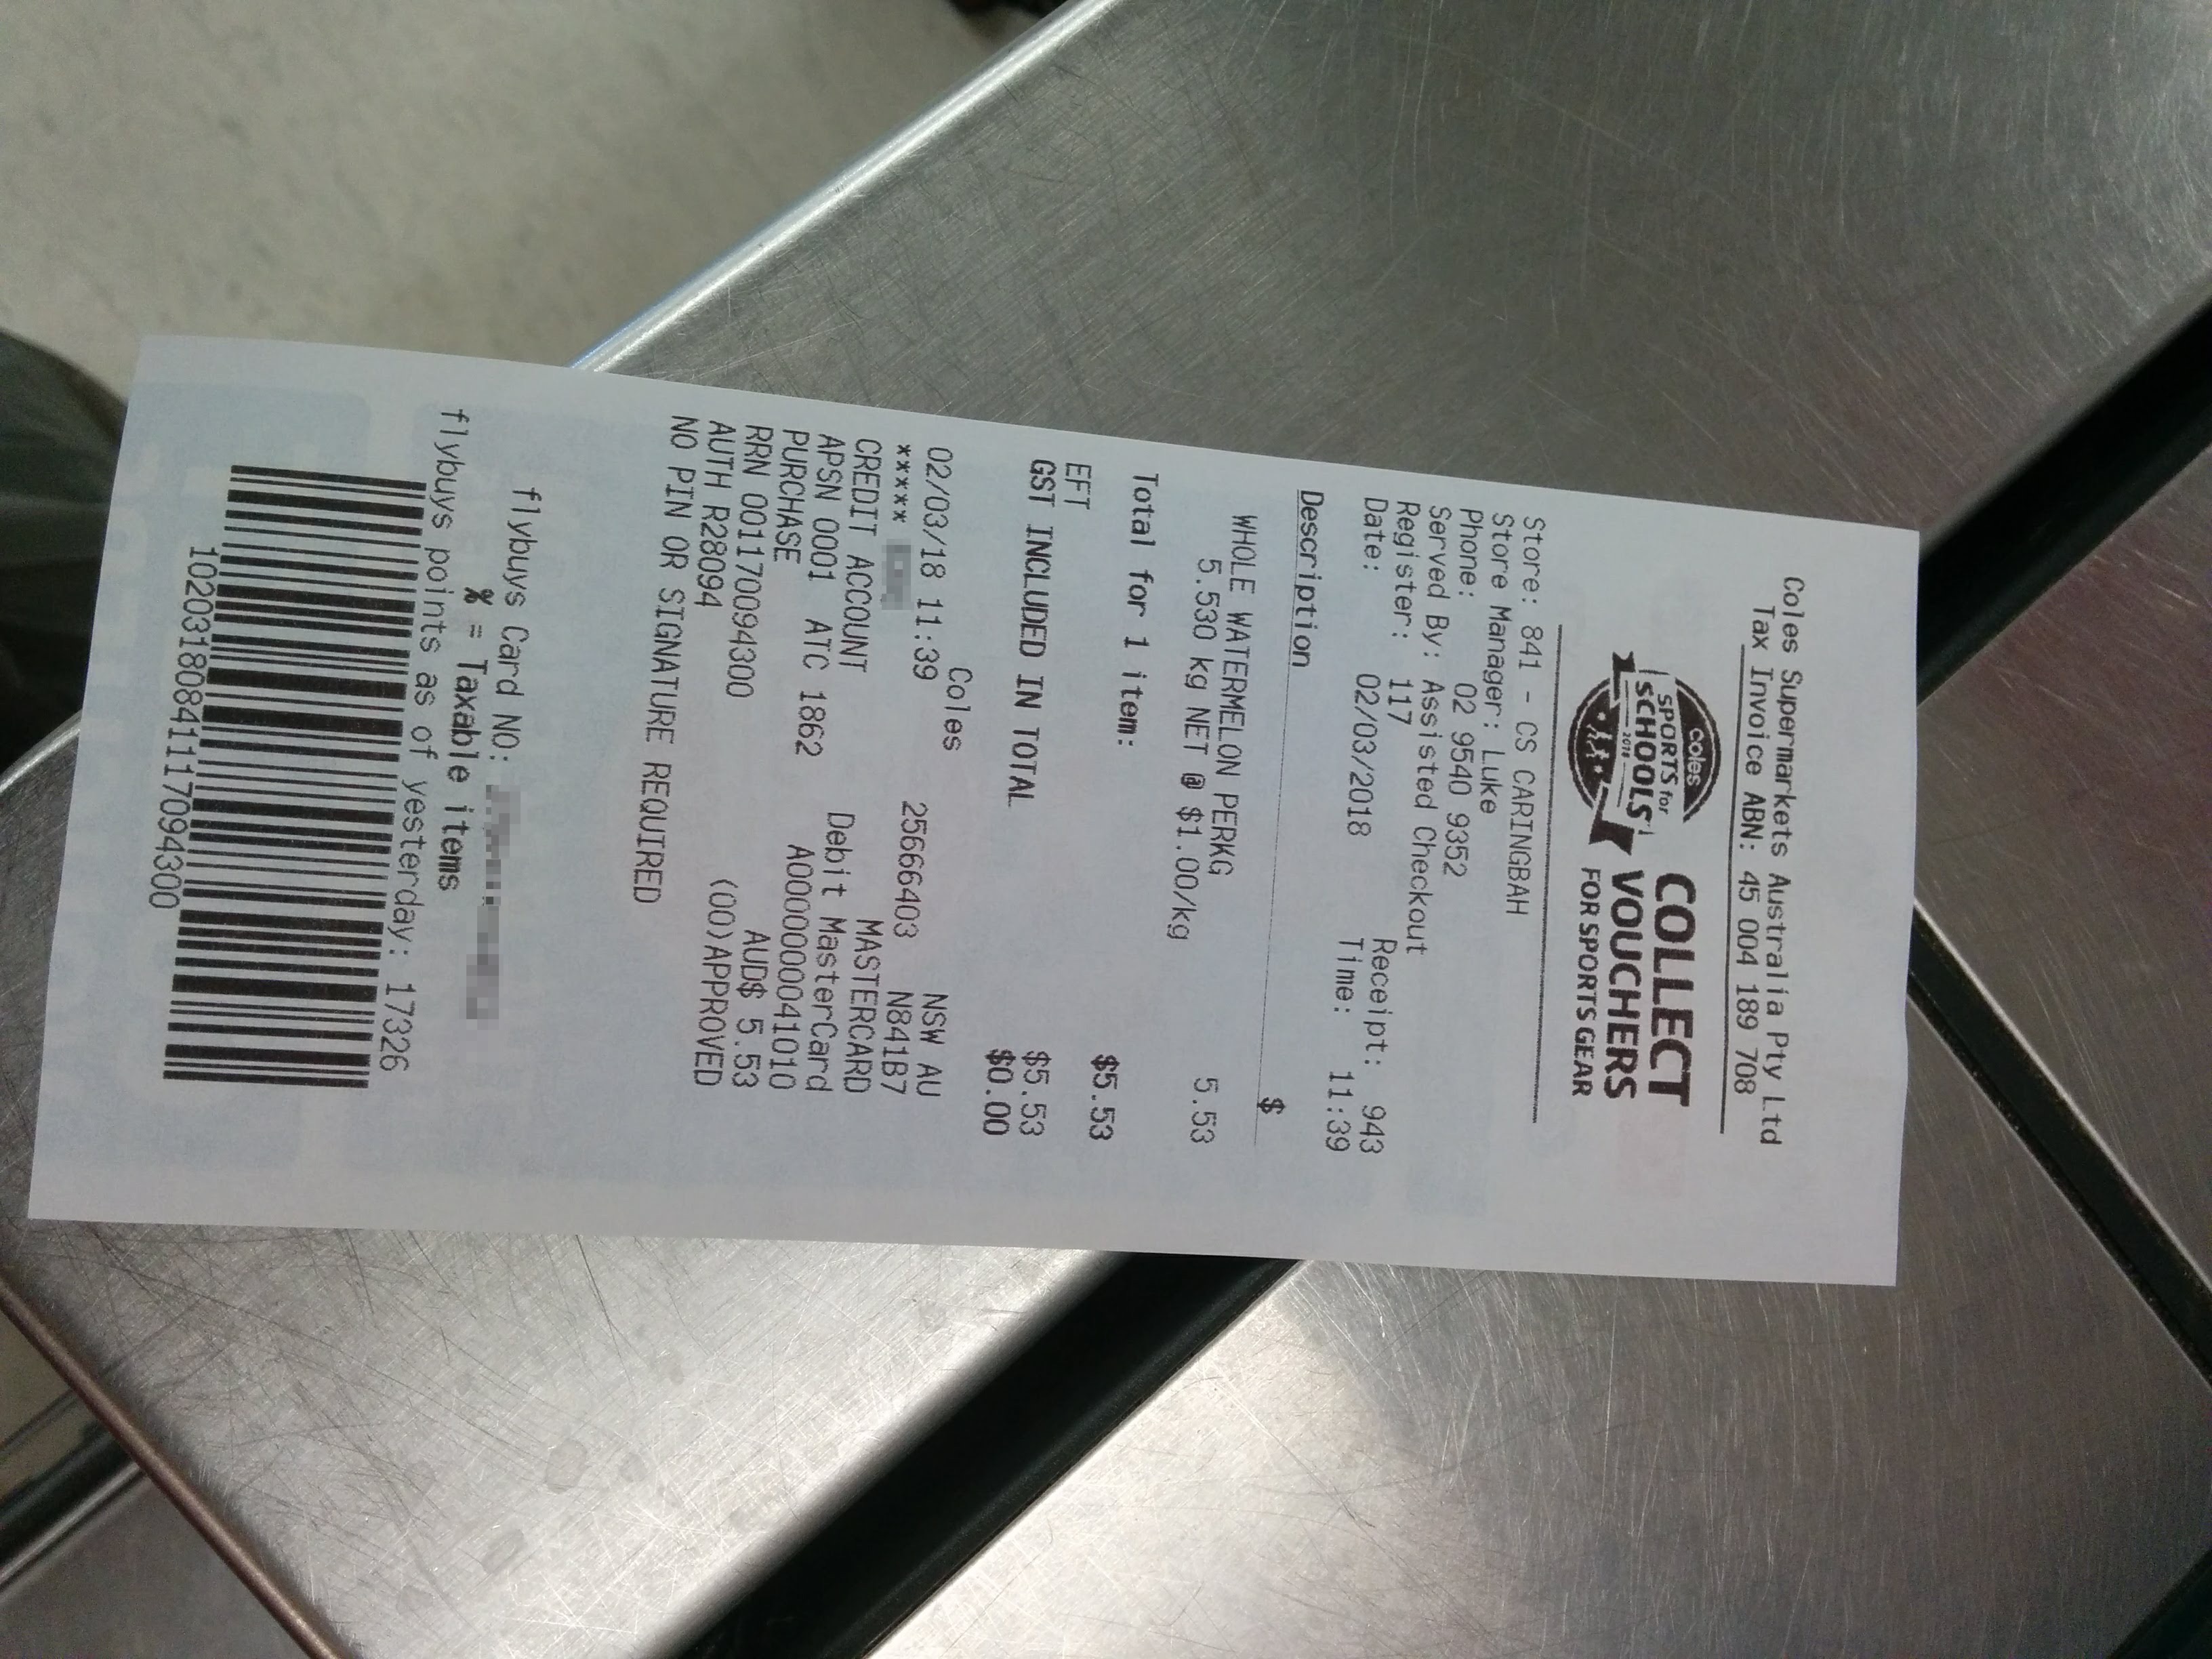 Coles Supermarkets Australia Pty Ltd
Tax Invoice ABN: 45 004 189 708
coles
SPORTS for
SCHOOLS
2018
COLLECT
VOUCHERS
FOR SPORTS GEAR
Store: 841 - CS CARINGBAH
Store Manager: Luke
Phone: 02 9540 9352
Served By: Assisted Checkout
Register: 117 Receipt: 943
Date: 02/03/2018 Time: 11:39
Description $
WHOLE WATERMELON PERKG
5.530 kg NET @ $1.00/kg 5.53
Total for 1 item: $5.53
EFT $5.53
GST INCLUDED IN TOTAL $0.00
Coles NSW AU
02/03/18 11:39 25666403 N841B7
***** MASTERCARD
CREDIT ACCOUNT Debit MasterCard
APSN 0001 ATC 1862 A0000000041010
PURCHASE AUD$ 5.53
RRN 001170094300 (00)APPROVED
AUTH R28094
NO PIN OR SIGNATURE REQUIRED
flybuys Card NO:
% = Taxable items
flybuys points as of yesterday: 17326
10203180841117094300